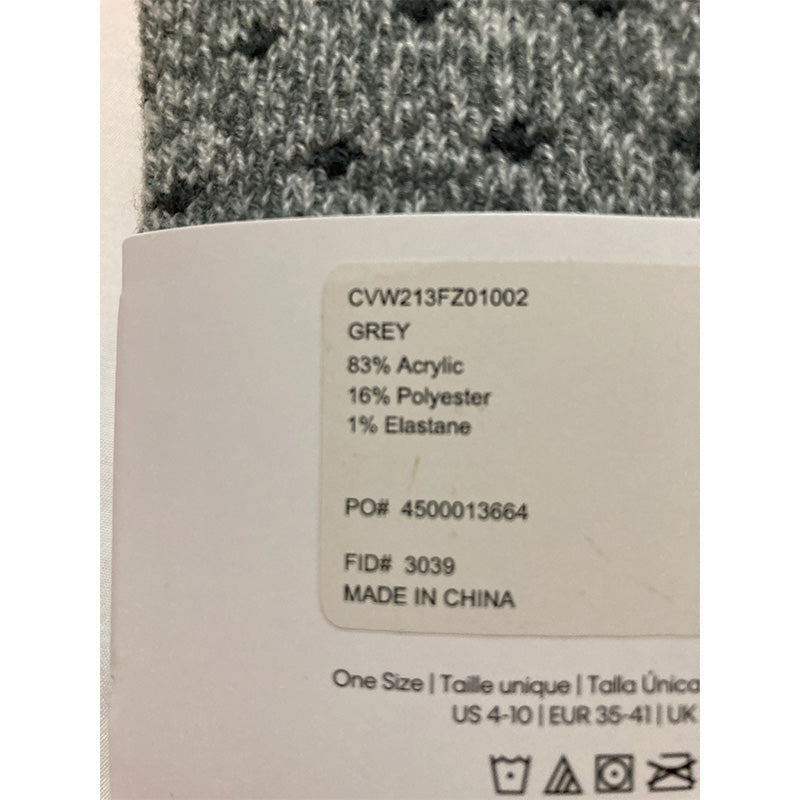 CVW213FZ01002
GREY
83% Acrylic
16% Polyester
1% Elastane
PO# 4500013664
FID# 3039
MADE IN CHINA
One Size | Taille unique | Talla Única
US 4-10 | EUR 35-41 | UK